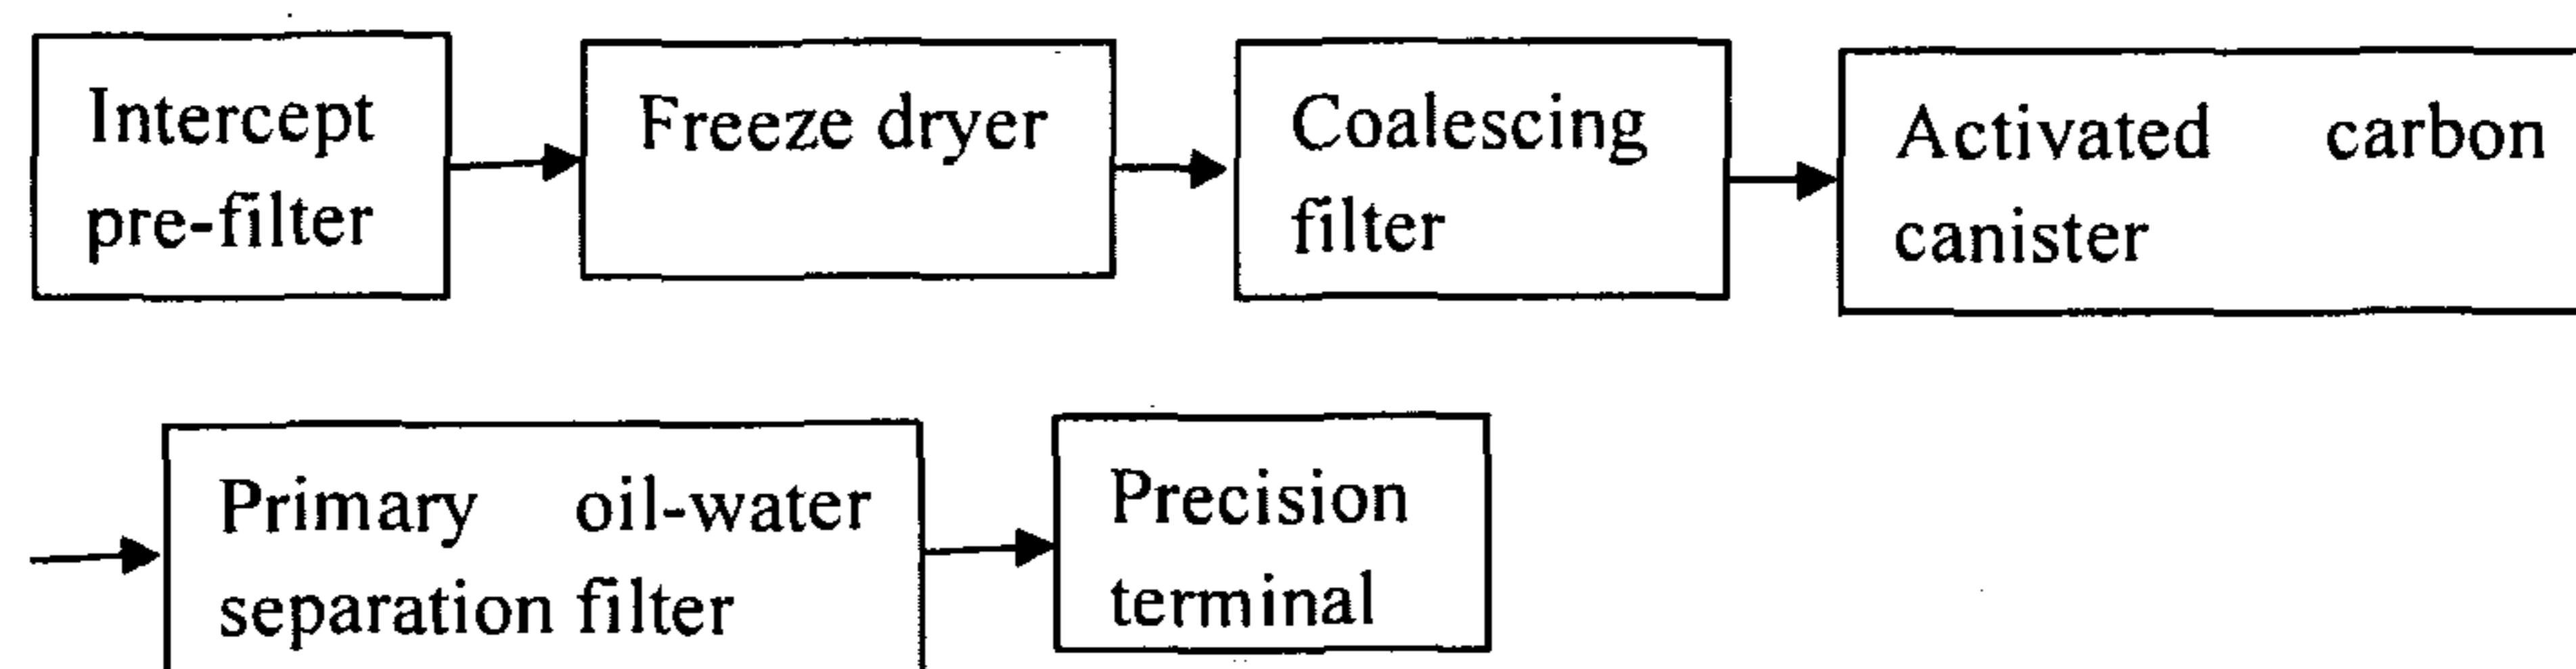 Intercept
pre-filter
Freeze dryer
Coalescing
filter
Activated carbon
canister
Primary oil-water
separation filter
Precision
terminal